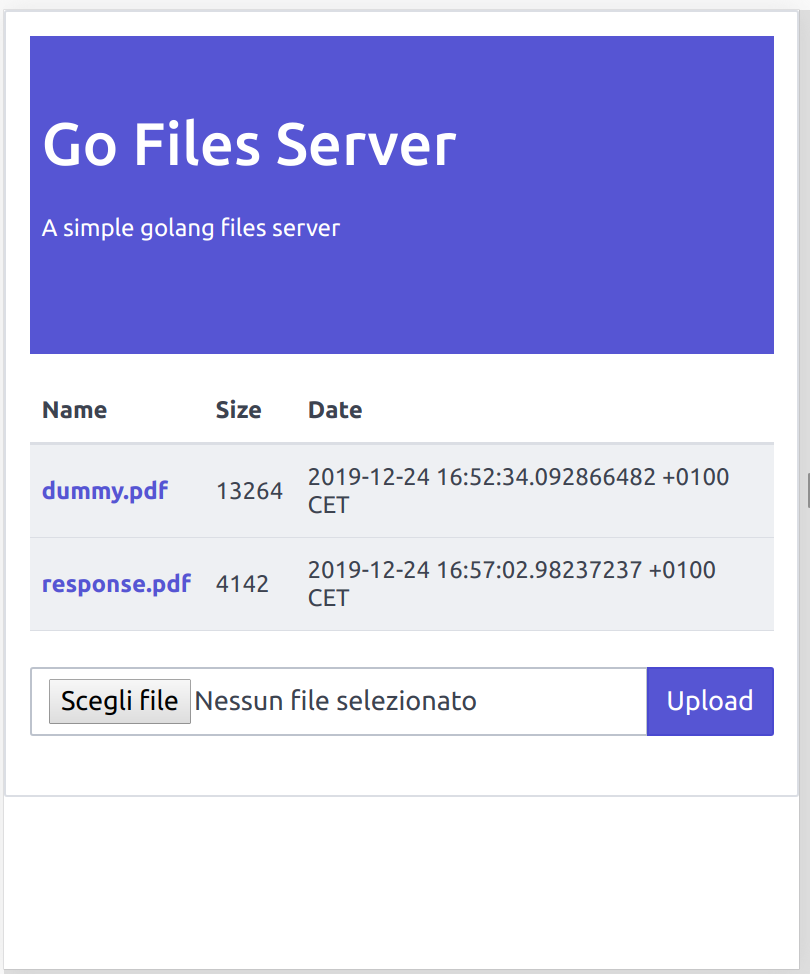 Go Files Server
A simple golang files server
Name Size Date
dummy.pdf 13264 2019-12-24 16:52:34.092866482 +0100
CET
response.pdf 4142 2019-12-24 16:57:02.98237237 +0100
CET
Scegli file Nessun file selezionato Upload